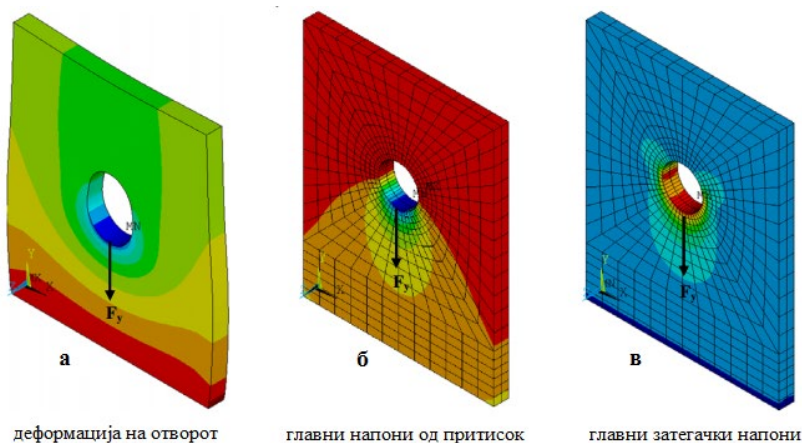 MN
Y
X
Fy
а
Y
X
Fy
б
Y
X
Fy
в
деформација на отворот
главни напони од притисок
главни затегачки напони